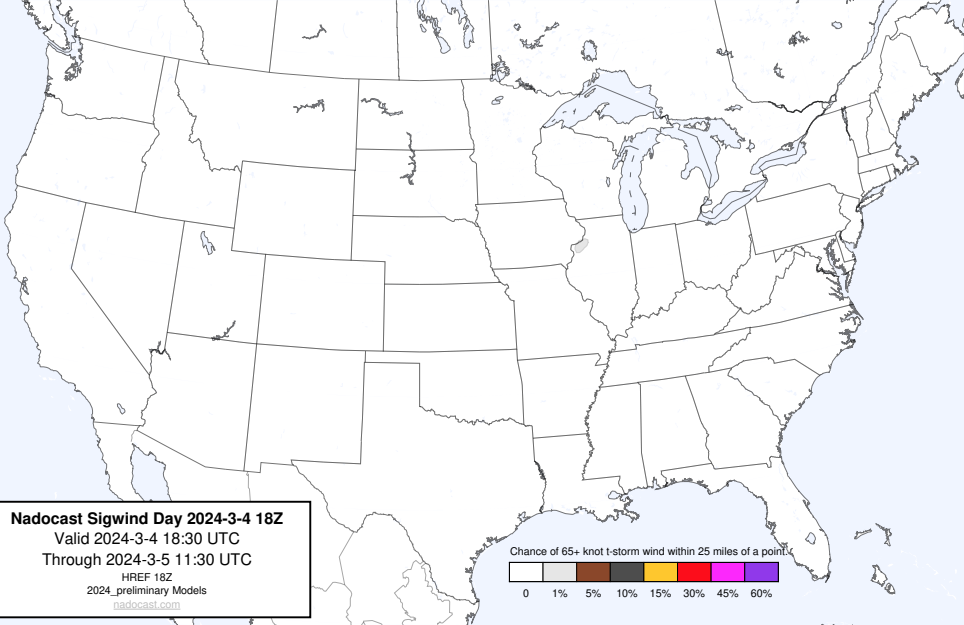 Nadocast Sigwind Day 2024-3-4 18Z
Valid 2024-3-4 18:30 UTC
Through 2024-3-5 11:30 UTC
HREF 18Z
2024_preliminary Models
nadocast.com
Chance of 65+ knot t-storm wind within 25 miles of a point.
0 1% 5% 10% 15% 30% 45% 60%